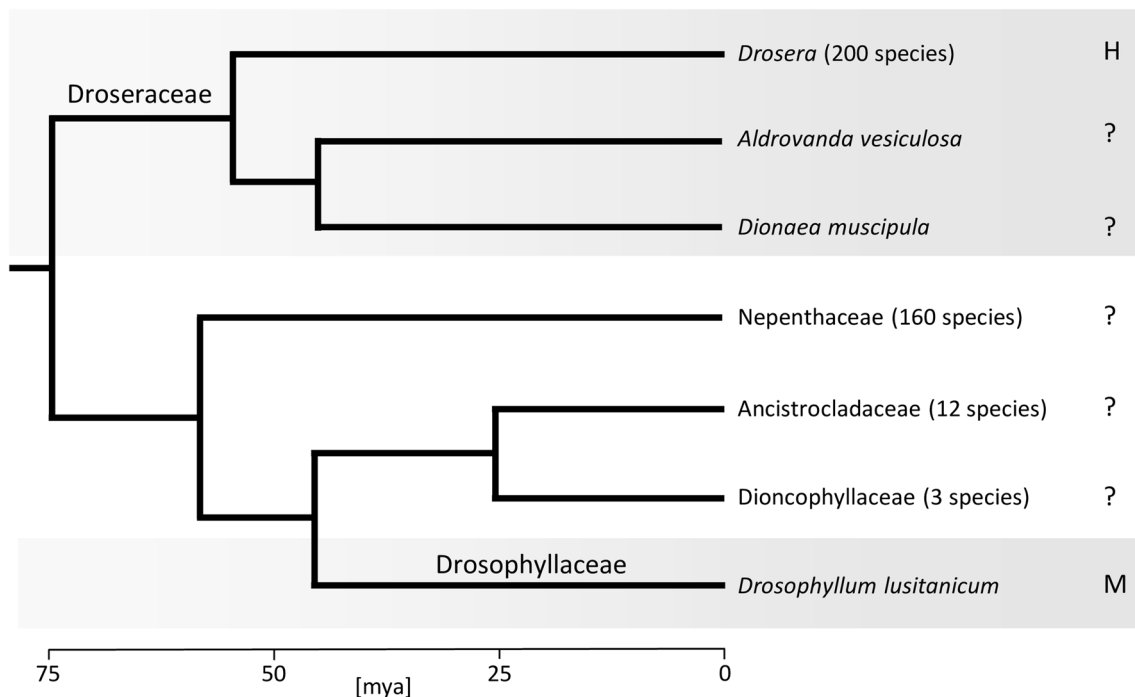 Drosera (200 species) H
Droseraceae
Aldrovanda vesiculosa ?
Dionaea muscipula ?
Nepenthaceae (160 species) ?
Ancistrocladaceae (12 species) ?
Dioncophyllaceae (3 species) ?
Drosophyllaceae
Drosophyllum lusitanicum M
75 50 25 0
[mya]